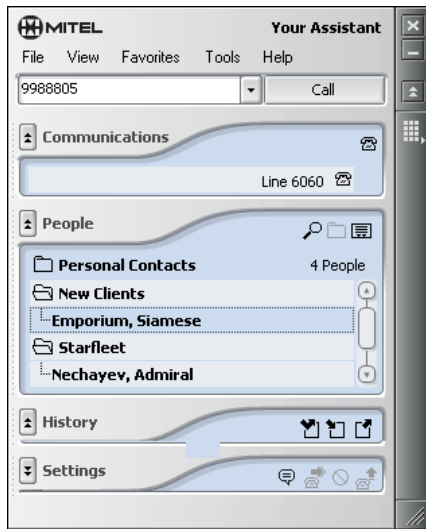 MITEL Your Assistant
File View Favorites Tools Help
9988805 Call
Communications
Line 6060
People
Personal Contacts 4 People
New Clients
Emporium, Siamese
Starfleet
Nechayev, Admiral
History
Settings